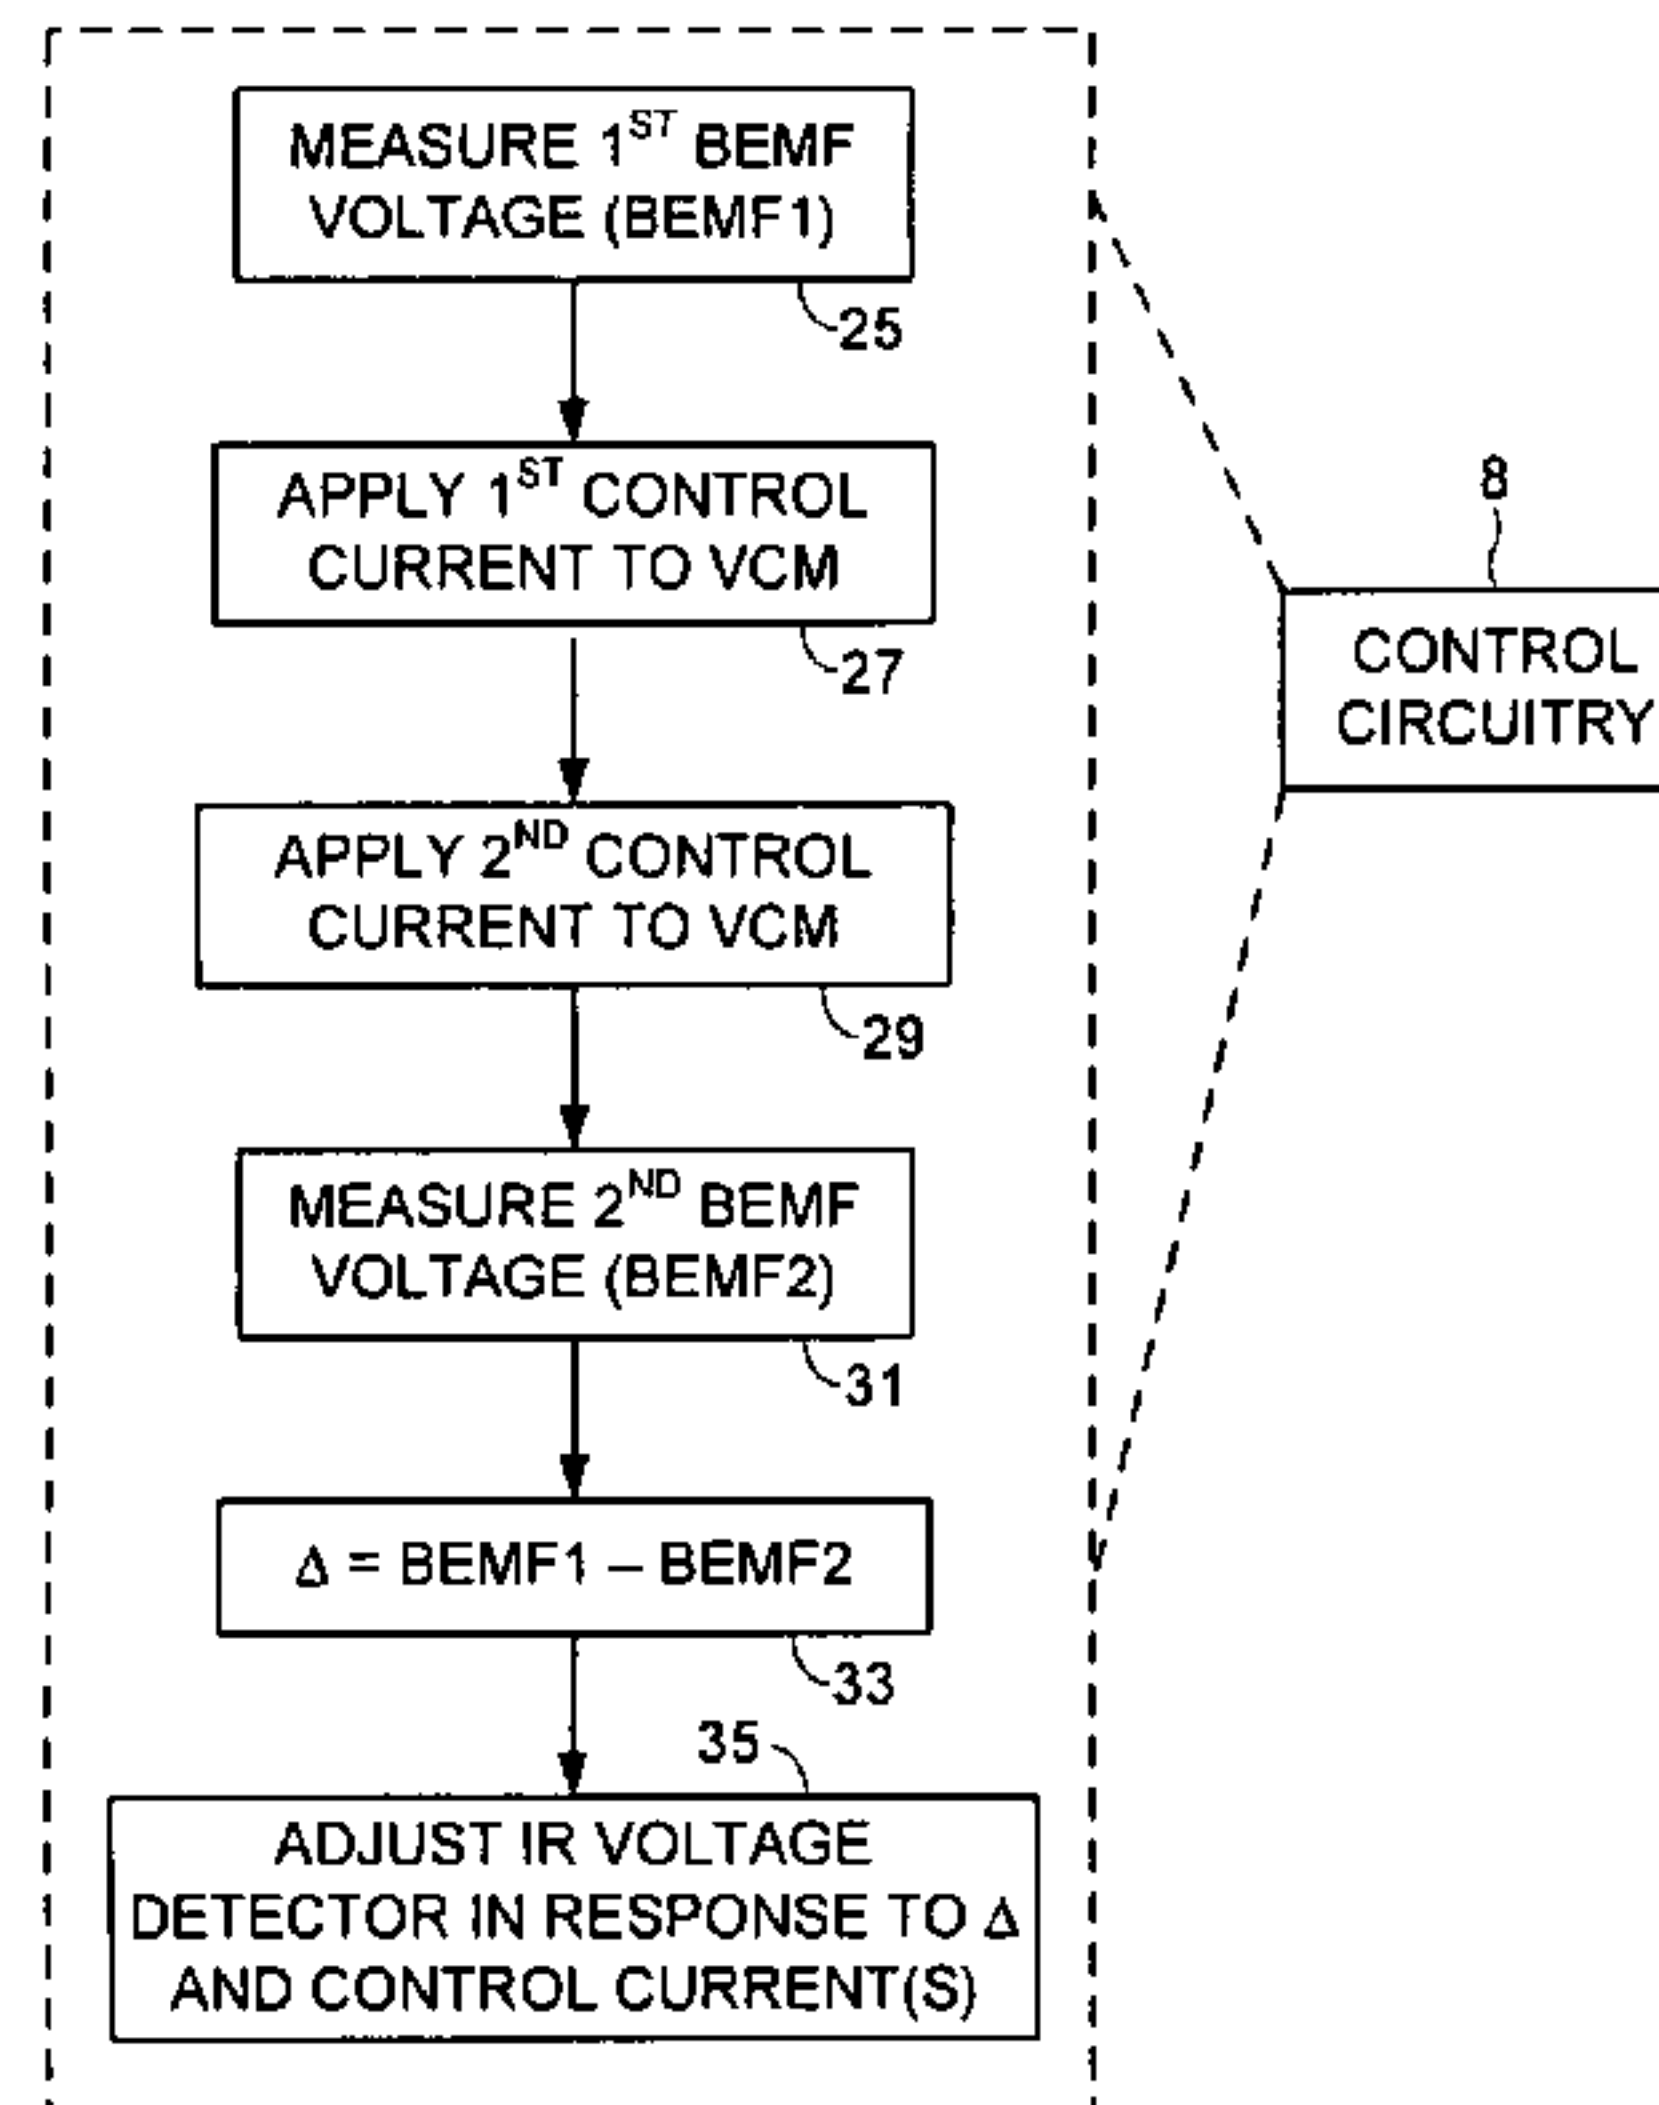 MEASURE 1ST BEMF
VOLTAGE (BEMF1)
25
APPLY 1ST CONTROL
CURRENT TO VCM
27
APPLY 2ND CONTROL
CURRENT TO VCM
29
MEASURE 2ND BEMF
VOLTAGE (BEMF2)
31
Δ = BEMF1 – BEMF2
33
35
ADJUST IR VOLTAGE
DETECTOR IN RESPONSE TO Δ
AND CONTROL CURRENT(S)
8
CONTROL
CIRCUITRY